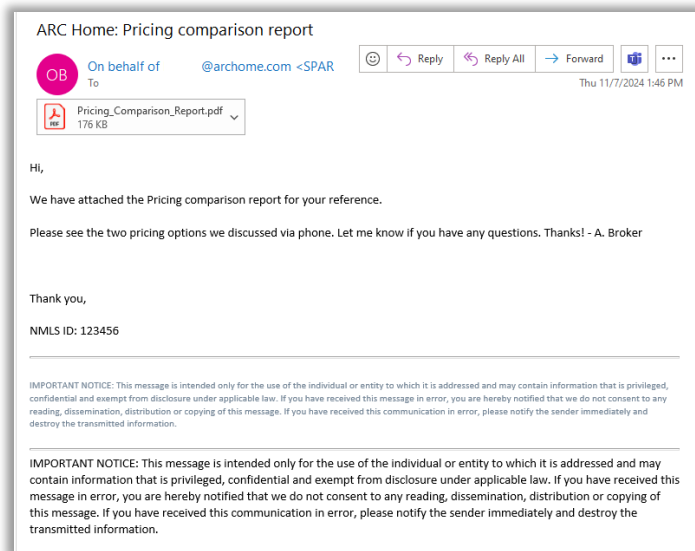 ARC Home: Pricing comparison report
OB
On behalf of @archome.com <SPAR
Reply Reply All Forward
To
Thu 11/7/2024 1:46 PM
Pricing_Comparison_Report.pdf
PDF
176 KB
Hi,
We have attached the Pricing comparison report for your reference.
Please see the two pricing options we discussed via phone. Let me know if you have any questions. Thanks! - A. Broker
Thank you,
NMLS ID: 123456
IMPORTANT NOTICE: This message is intended only for the use of the individual or entity to which it is addressed and may contain information that is privileged,
confidential and exempt from disclosure under applicable law. If you have received this message in error, you are hereby notified that we do not consent to any
reading, dissemination, distribution or copying of this message. If you have received this communication in error, please notify the sender immediately and
destroy the transmitted information.
IMPORTANT NOTICE: This message is intended only for the use of the individual or entity to which it is addressed and may
contain information that is privileged, confidential and exempt from disclosure under applicable law. If you have received this
message in error, you are hereby notified that we do not consent to any reading, dissemination, distribution or copying of
this message. If you have received this communication in error, please notify the sender immediately and destroy the
transmitted information.